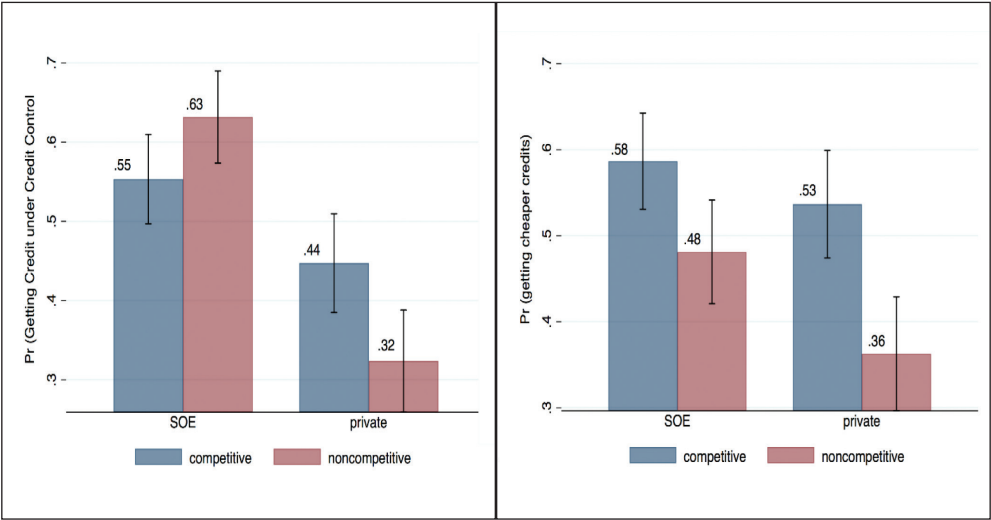 Pr (Getting Credit under Credit Control
.7
.6
.5
.4
.3
.55
.63
.44
.32
SOE
private
competitive
noncompetitive
Pr (getting cheaper credits)
.7
.6
.5
.4
.3
.58
.48
.53
.36
SOE
private
competitive
noncompetitive